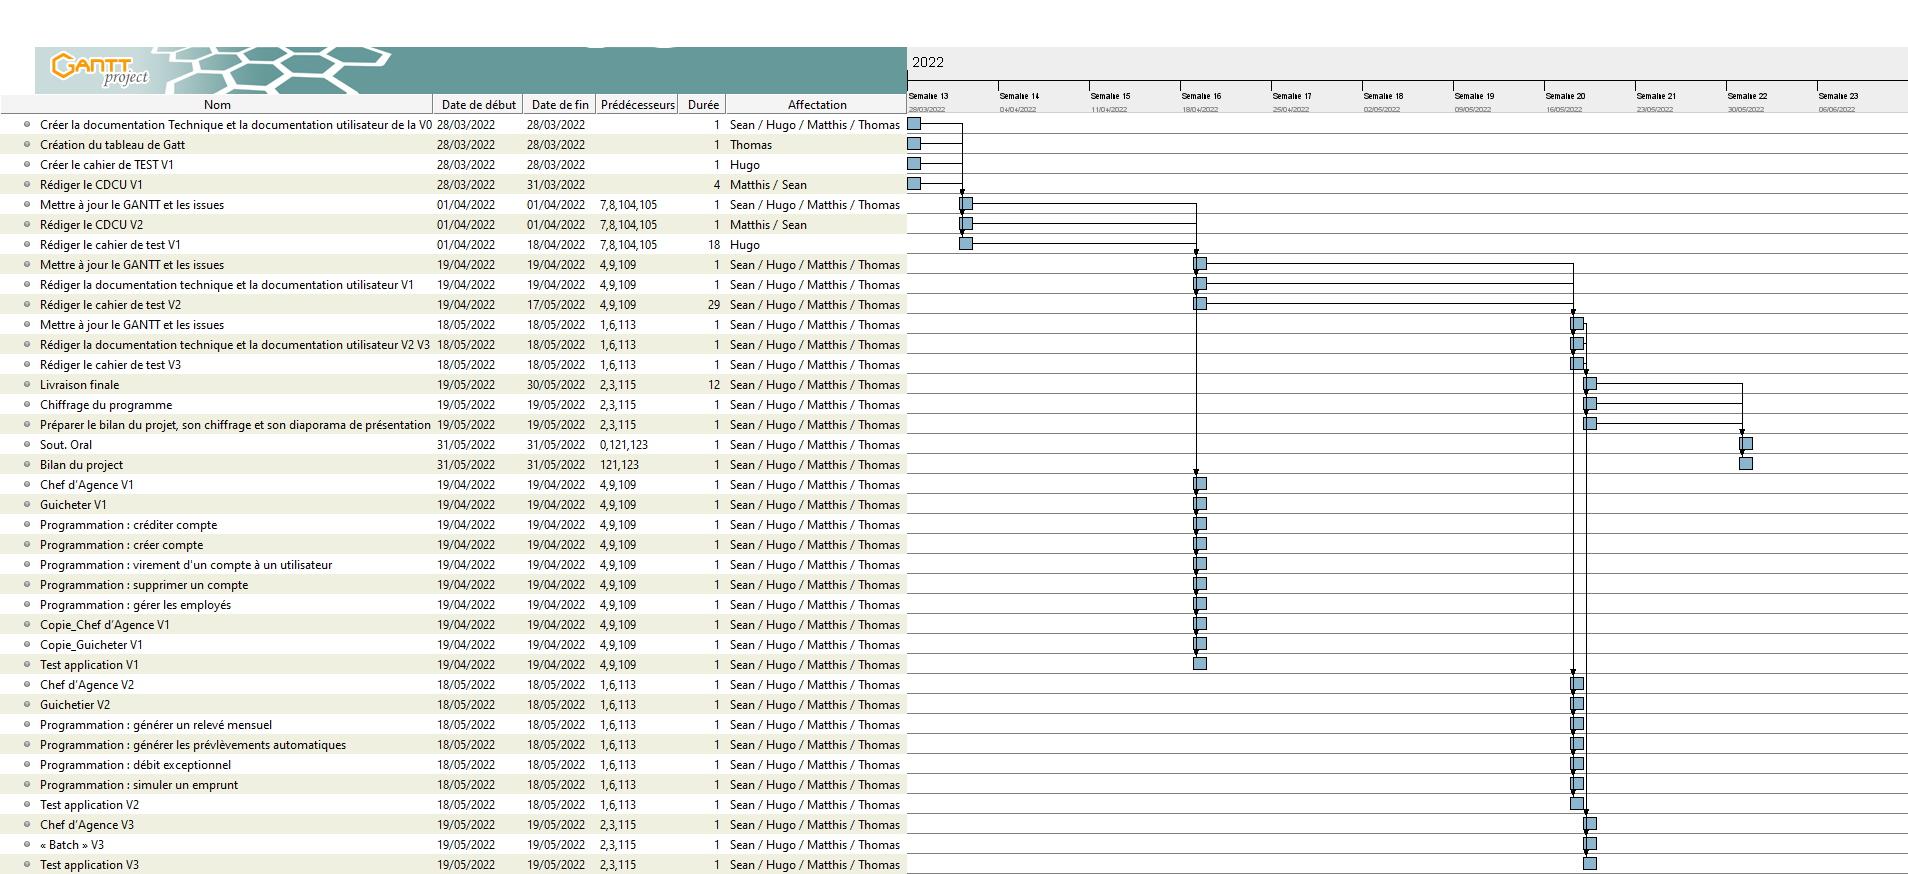 GANTT project
2022
Semaine 13 Semaine 14 Semaine 15 Semaine 16 Semaine 17 Semaine 18 Semaine 19 Semaine 20 Semaine 21 Semaine 22 Semaine 23
28/03/2022 04/04/2022 11/04/2022 18/04/2022 25/04/2022 02/05/2022 09/05/2022 16/05/2022 23/05/2022 30/05/2022 06/06/2022
Nom Date de début Date de fin Prédécesseurs Durée Affectation
Créer la documentation Technique et la documentation utilisateur de la V0 28/03/2022 28/03/2022 1 Sean / Hugo / Matthis / Thomas
Création du tableau de Gatt 28/03/2022 28/03/2022 1 Thomas
Créer le cahier de TEST V1 28/03/2022 28/03/2022 1 Hugo
Rédiger le CDCU V1 28/03/2022 31/03/2022 4 Matthis / Sean
Mettre à jour le GANTT et les issues 01/04/2022 01/04/2022 7,8,104,105 1 Sean / Hugo / Matthis / Thomas
Rédiger le CDCU V2 01/04/2022 01/04/2022 7,8,104,105 1 Matthis / Sean
Rédiger le cahier de test V1 01/04/2022 18/04/2022 7,8,104,105 18 Hugo
Mettre à jour le GANTT et les issues 19/04/2022 19/04/2022 4,9,109 1 Sean / Hugo / Matthis / Thomas
Rédiger la documentation technique et la documentation utilisateur V1 19/04/2022 19/04/2022 4,9,109 1 Sean / Hugo / Matthis / Thomas
Rédiger le cahier de test V2 19/04/2022 17/05/2022 4,9,109 29 Sean / Hugo / Matthis / Thomas
Mettre à jour le GANTT et les issues 18/05/2022 18/05/2022 1,6,113 1 Sean / Hugo / Matthis / Thomas
Rédiger la documentation technique et la documentation utilisateur V2 V3 18/05/2022 18/05/2022 1,6,113 1 Sean / Hugo / Matthis / Thomas
Rédiger le cahier de test V3 18/05/2022 18/05/2022 1,6,113 1 Sean / Hugo / Matthis / Thomas
Livraison finale 19/05/2022 30/05/2022 2,3,115 12 Sean / Hugo / Matthis / Thomas
Chiffrage du programme 19/05/2022 19/05/2022 2,3,115 1 Sean / Hugo / Matthis / Thomas
Préparer le bilan du projet, son chiffrage et son diaporama de présentation 19/05/2022 19/05/2022 2,3,115 1 Sean / Hugo / Matthis / Thomas
Sout. Oral 31/05/2022 31/05/2022 0,121,123 1 Sean / Hugo / Matthis / Thomas
Bilan du project 31/05/2022 31/05/2022 121,123 1 Sean / Hugo / Matthis / Thomas
Chef d'Agence V1 19/04/2022 19/04/2022 4,9,109 1 Sean / Hugo / Matthis / Thomas
Guicheter V1 19/04/2022 19/04/2022 4,9,109 1 Sean / Hugo / Matthis / Thomas
Programmation : créditer compte 19/04/2022 19/04/2022 4,9,109 1 Sean / Hugo / Matthis / Thomas
Programmation : créer compte 19/04/2022 19/04/2022 4,9,109 1 Sean / Hugo / Matthis / Thomas
Programmation : virement d'un compte à un utilisateur 19/04/2022 19/04/2022 4,9,109 1 Sean / Hugo / Matthis / Thomas
Programmation : supprimer un compte 19/04/2022 19/04/2022 4,9,109 1 Sean / Hugo / Matthis / Thomas
Programmation : gérer les employés 19/04/2022 19/04/2022 4,9,109 1 Sean / Hugo / Matthis / Thomas
Copie_Chef d'Agence V1 19/04/2022 19/04/2022 4,9,109 1 Sean / Hugo / Matthis / Thomas
Copie_Guicheter V1 19/04/2022 19/04/2022 4,9,109 1 Sean / Hugo / Matthis / Thomas
Test application V1 19/04/2022 19/04/2022 4,9,109 1 Sean / Hugo / Matthis / Thomas
Chef d'Agence V2 18/05/2022 18/05/2022 1,6,113 1 Sean / Hugo / Matthis / Thomas
Guichetier V2 18/05/2022 18/05/2022 1,6,113 1 Sean / Hugo / Matthis / Thomas
Programmation : générer un relevé mensuel 18/05/2022 18/05/2022 1,6,113 1 Sean / Hugo / Matthis / Thomas
Programmation : générer les prévlèvements automatiques 18/05/2022 18/05/2022 1,6,113 1 Sean / Hugo / Matthis / Thomas
Programmation : débit exceptionnel 18/05/2022 18/05/2022 1,6,113 1 Sean / Hugo / Matthis / Thomas
Programmation : simuler un emprunt 18/05/2022 18/05/2022 1,6,113 1 Sean / Hugo / Matthis / Thomas
Test application V2 18/05/2022 18/05/2022 1,6,113 1 Sean / Hugo / Matthis / Thomas
Chef d'Agence V3 19/05/2022 19/05/2022 2,3,115 1 Sean / Hugo / Matthis / Thomas
« Batch » V3 19/05/2022 19/05/2022 2,3,115 1 Sean / Hugo / Matthis / Thomas
Test application V3 19/05/2022 19/05/2022 2,3,115 1 Sean / Hugo / Matthis / Thomas